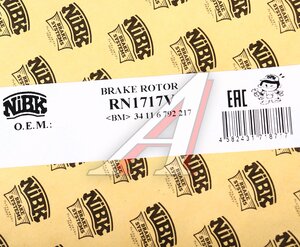 BRAKE ROTOR
NiBK
RN1717V
EAC
O.E.M.:
<BM> 34 11 6 792 217